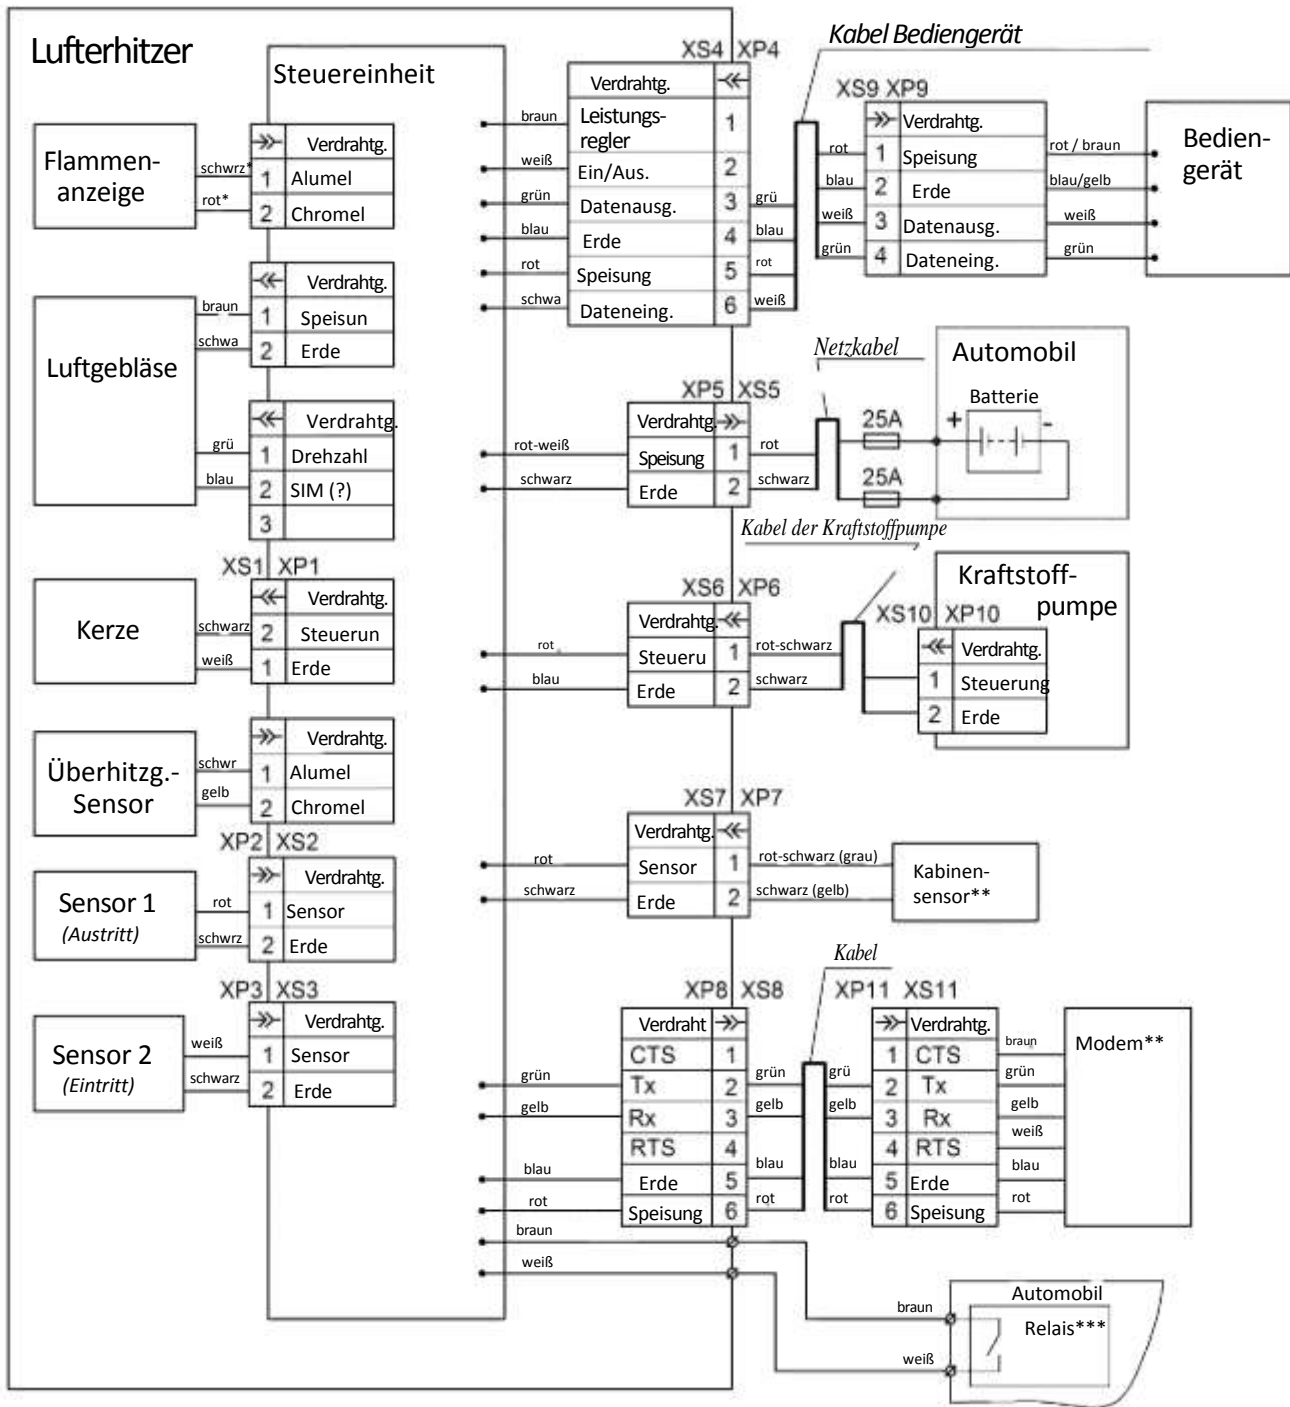 Lufterhitzer
Steuereinheit
Flammen-
anzeige
schwrz*
rot*
Verdrahtg.
1 Alumel
2 Chromel
Luftgebläse
braun
schwa
Verdrahtg.
1 Speisun
2 Erde
grü
blau
Verdrahtg.
1 Drehzahl
2 SIM (?)
3
XS1 XP1
Kerze
schwarz
weiß
Verdrahtg.
2 Steuerun
1 Erde
Überhitzg.-
Sensor
schwr
gelb
Verdrahtg.
1 Alumel
2 Chromel
XP2 XS2
Sensor 1
(Austritt)
rot
schwrz
Verdrahtg.
1 Sensor
2 Erde
XP3 XS3
Sensor 2
(Eintritt)
weiß
schwarz
Verdrahtg.
1 Sensor
2 Erde
XS4 XP4
Verdrahtg.
braun Leistungs-
regler 1
weiß Ein/Aus. 2
grün Datenausg. 3 grü
blau Erde 4 blau
rot Speisung 5 rot
schwa Dateneing. 6 weiß
Kabel Bediengerät
XS9 XP9
Verdrahtg.
rot 1 Speisung rot / braun
blau 2 Erde blau/gelb
weiß 3 Datenausg. weiß
grün 4 Dateneing. grün
Bedien-
gerät
XP5 XS5
Verdrahtg.
rot-weiß Speisung 1 rot
schwarz Erde 2 schwarz
Netzkabel
25A
25A
Automobil
Batterie
+ -
Kabel der Kraftstoffpumpe
XS6 XP6
Verdrahtg.
rot Steueru 1 rot-schwarz
blau Erde 2 schwarz
Kraftstoff-
pumpe
XS10 XP10
Verdrahtg.
1 Steuerung
2 Erde
XS7 XP7
Verdrahtg.
rot Sensor 1 rot-schwarz (grau)
schwarz Erde 2 schwarz (gelb)
Kabinen-
sensor**
Kabel
XP8 XS8
Verdraht
CTS 1
grün Tx 2 grün
gelb Rx 3 gelb
RTS 4
blau Erde 5 blau
rot Speisung 6 rot
XP11 XS11
Verdrahtg.
1 CTS braun
grü 2 Tx grün
gelb 3 Rx gelb
4 RTS weiß
blau 5 Erde blau
rot 6 Speisung rot
Modem**
braun
weiß
Automobil
braun
Relais***
weiß